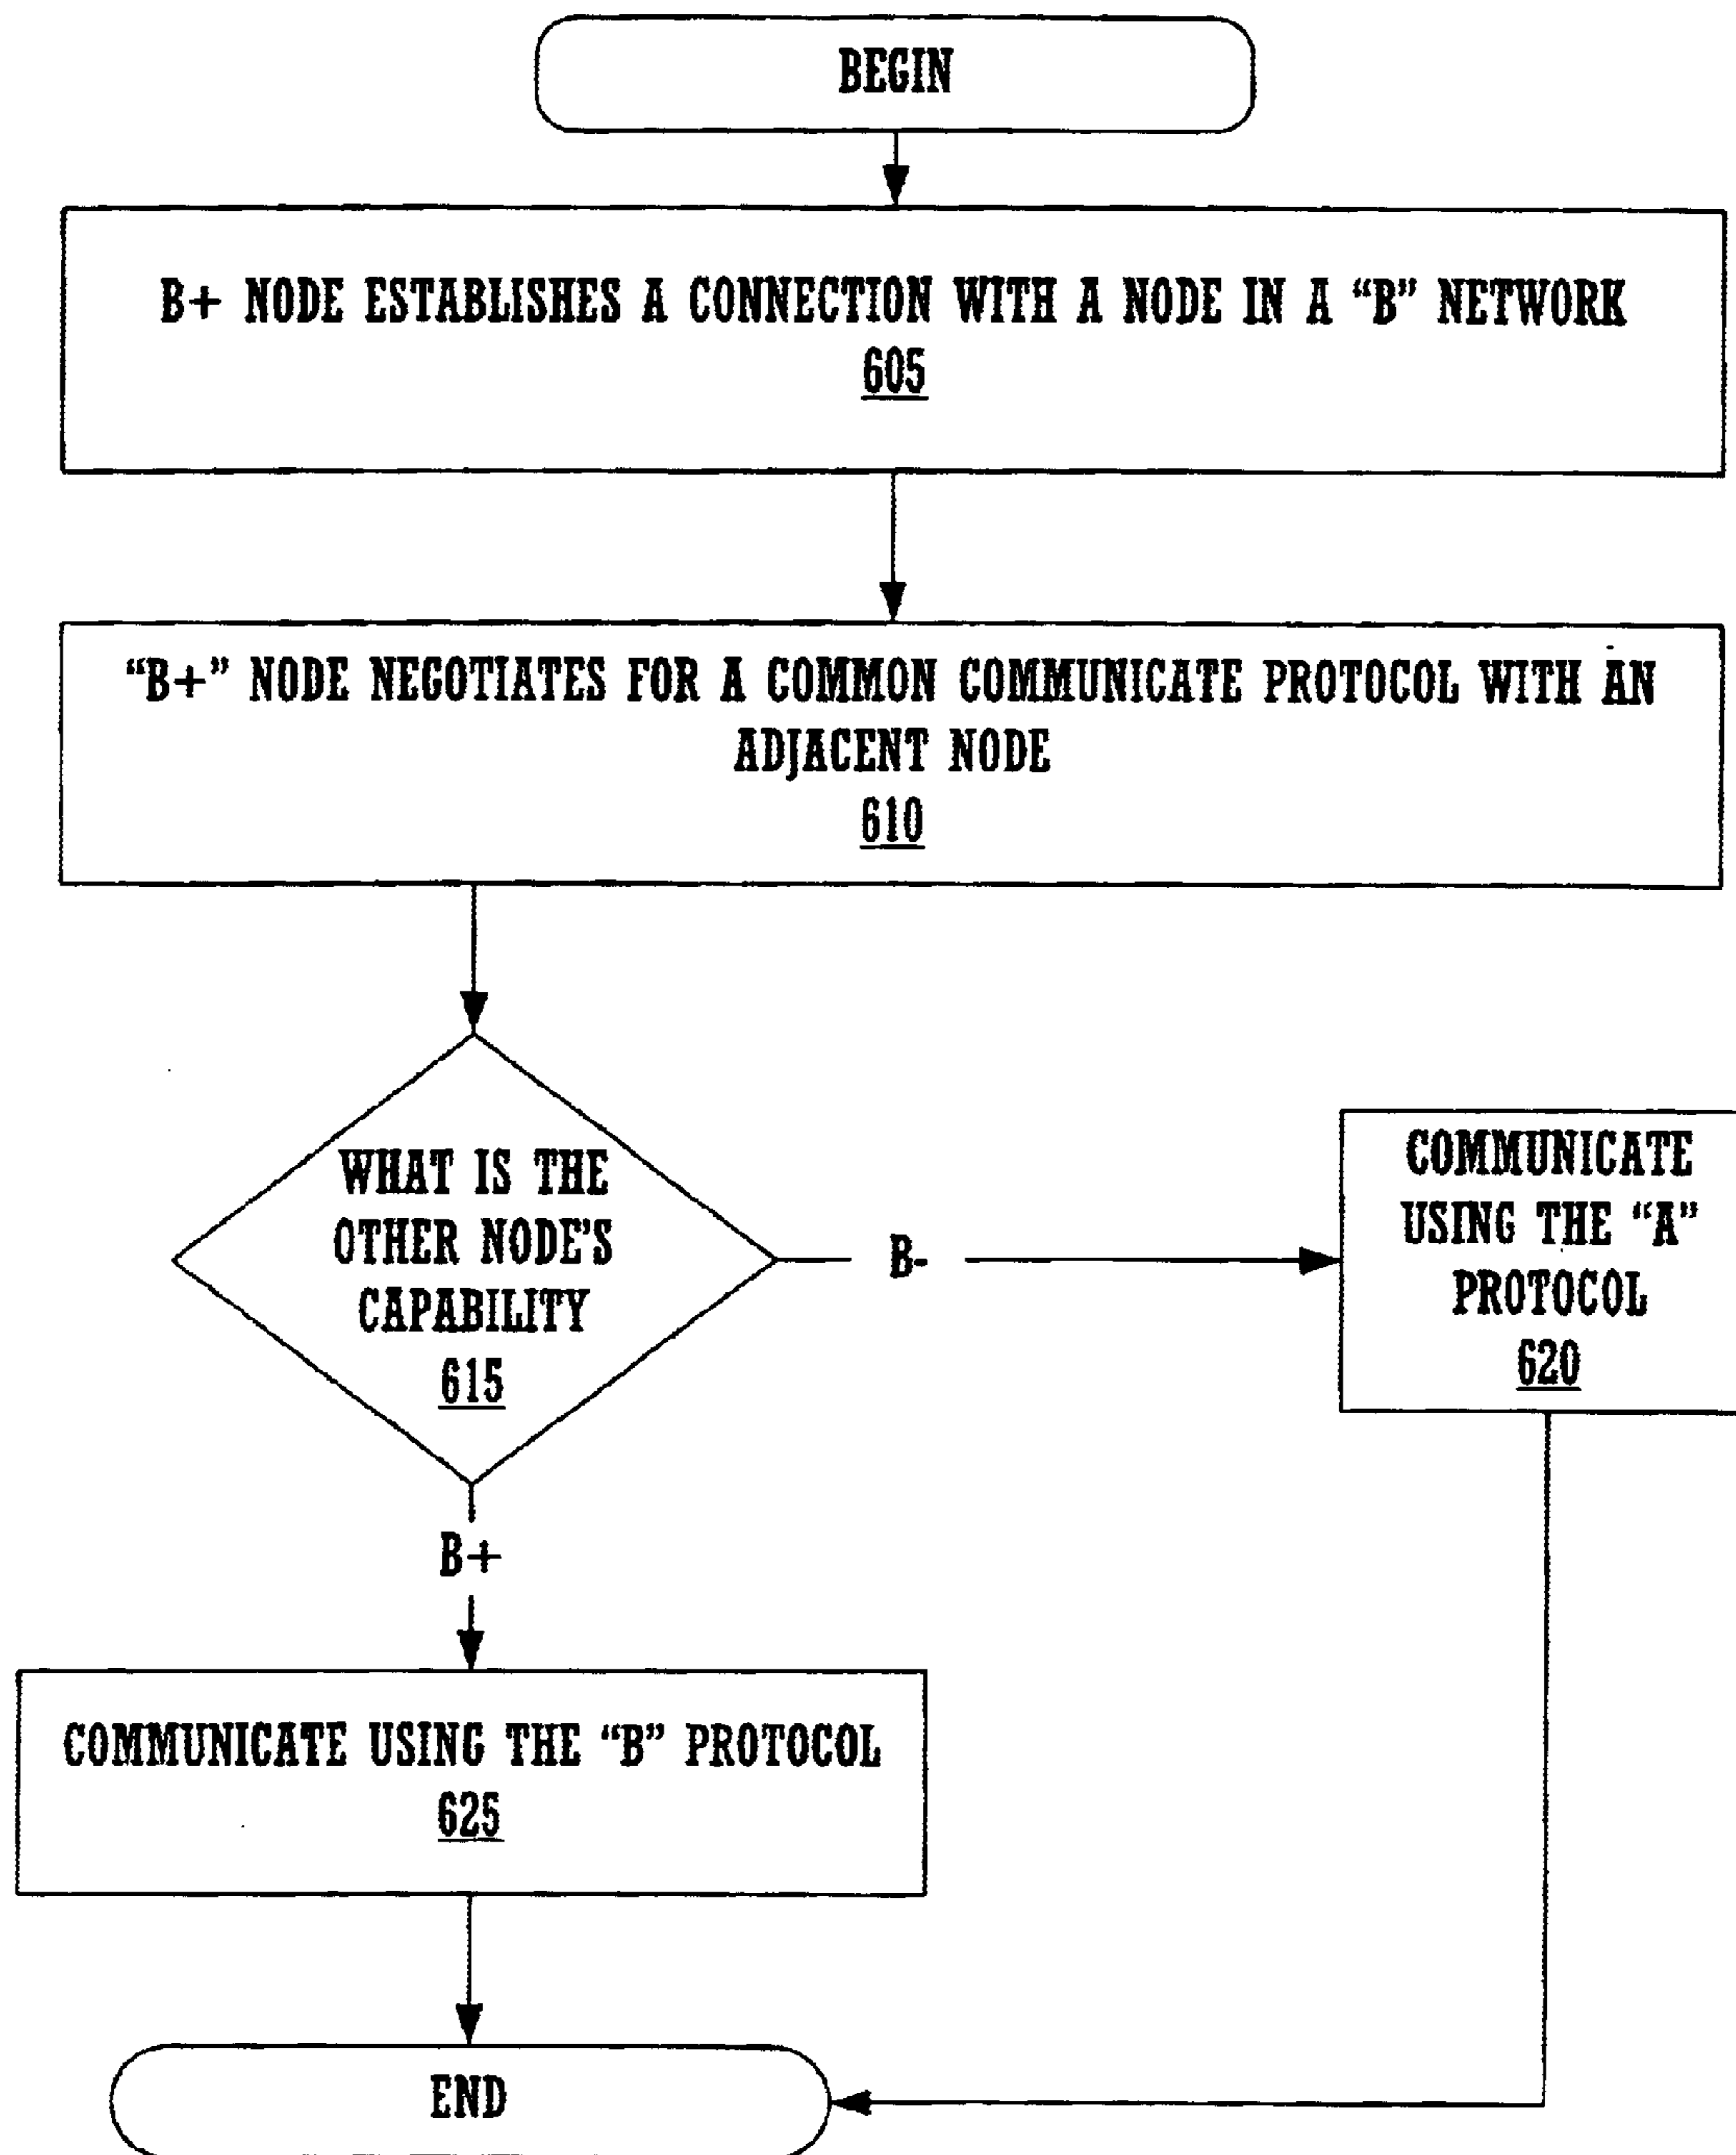 BEGIN
B+ NODE ESTABLISHES A CONNECTION WITH A NODE IN A “B” NETWORK
605
“B+” NODE NEGOTIATES FOR A COMMON COMMUNICATE PROTOCOL WITH AN
ADJACENT NODE
610
WHAT IS THE
OTHER NODE'S
CAPABILITY
615
B-
COMMUNICATE
USING THE “A”
PROTOCOL
620
B+
COMMUNICATE USING THE “B” PROTOCOL
625
END